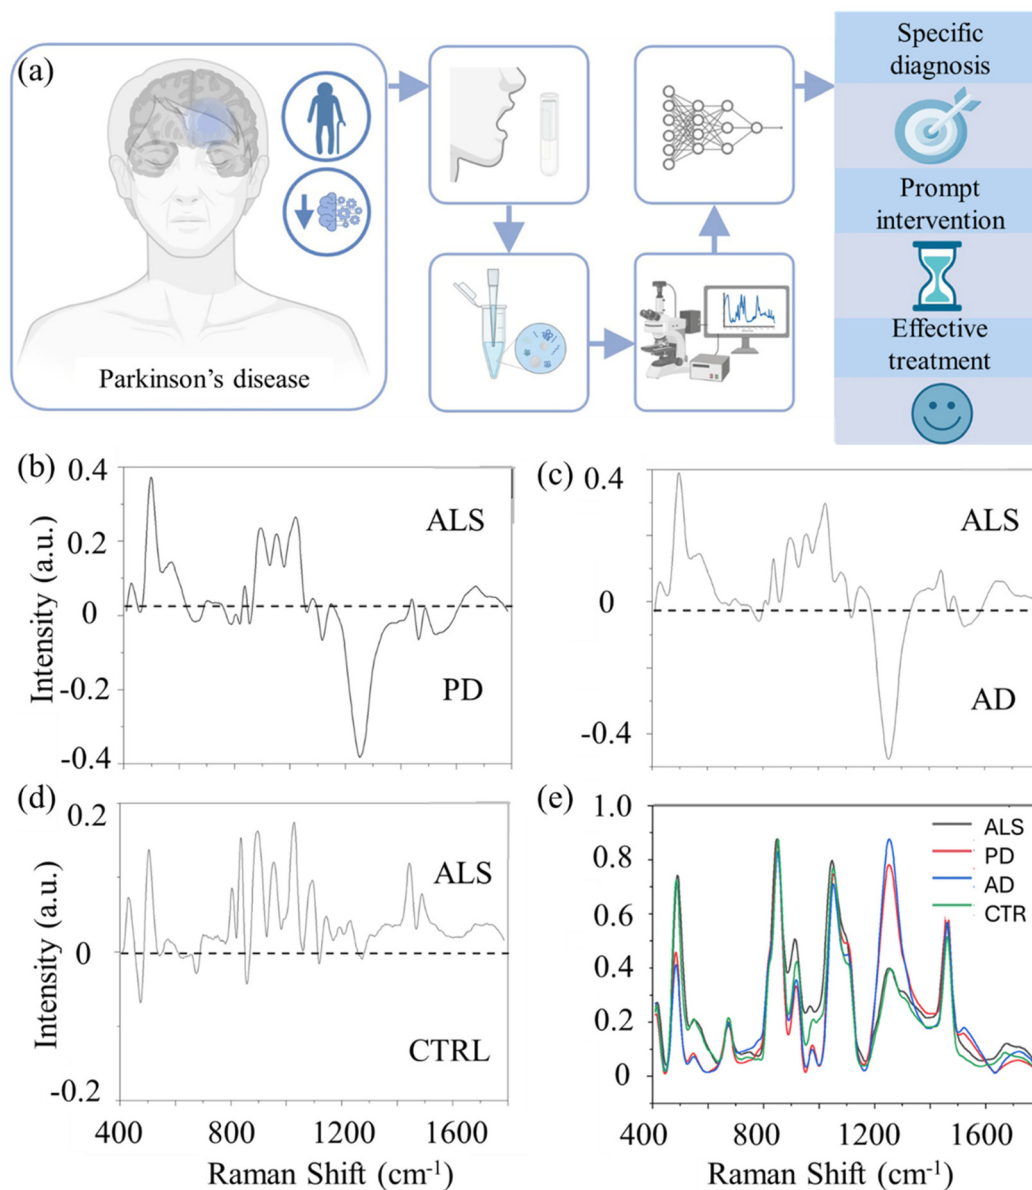 (a)
Parkinson's disease
Specific
diagnosis
Prompt
intervention
Effective
treatment
(b)
0.4
0.2
0
-0.2
-0.4
Intensity (a.u.)
ALS
PD
(c)
0.4
0
-0.4
ALS
AD
(d)
0.2
0
-0.2
Intensity (a.u.)
ALS
CTRL
400
800
1200
1600
Raman Shift (cm⁻¹)
(e)
1.0
0.8
0.6
0.4
0.2
0
ALS
PD
AD
CTR
400
800
1200
1600
Raman Shift (cm⁻¹)